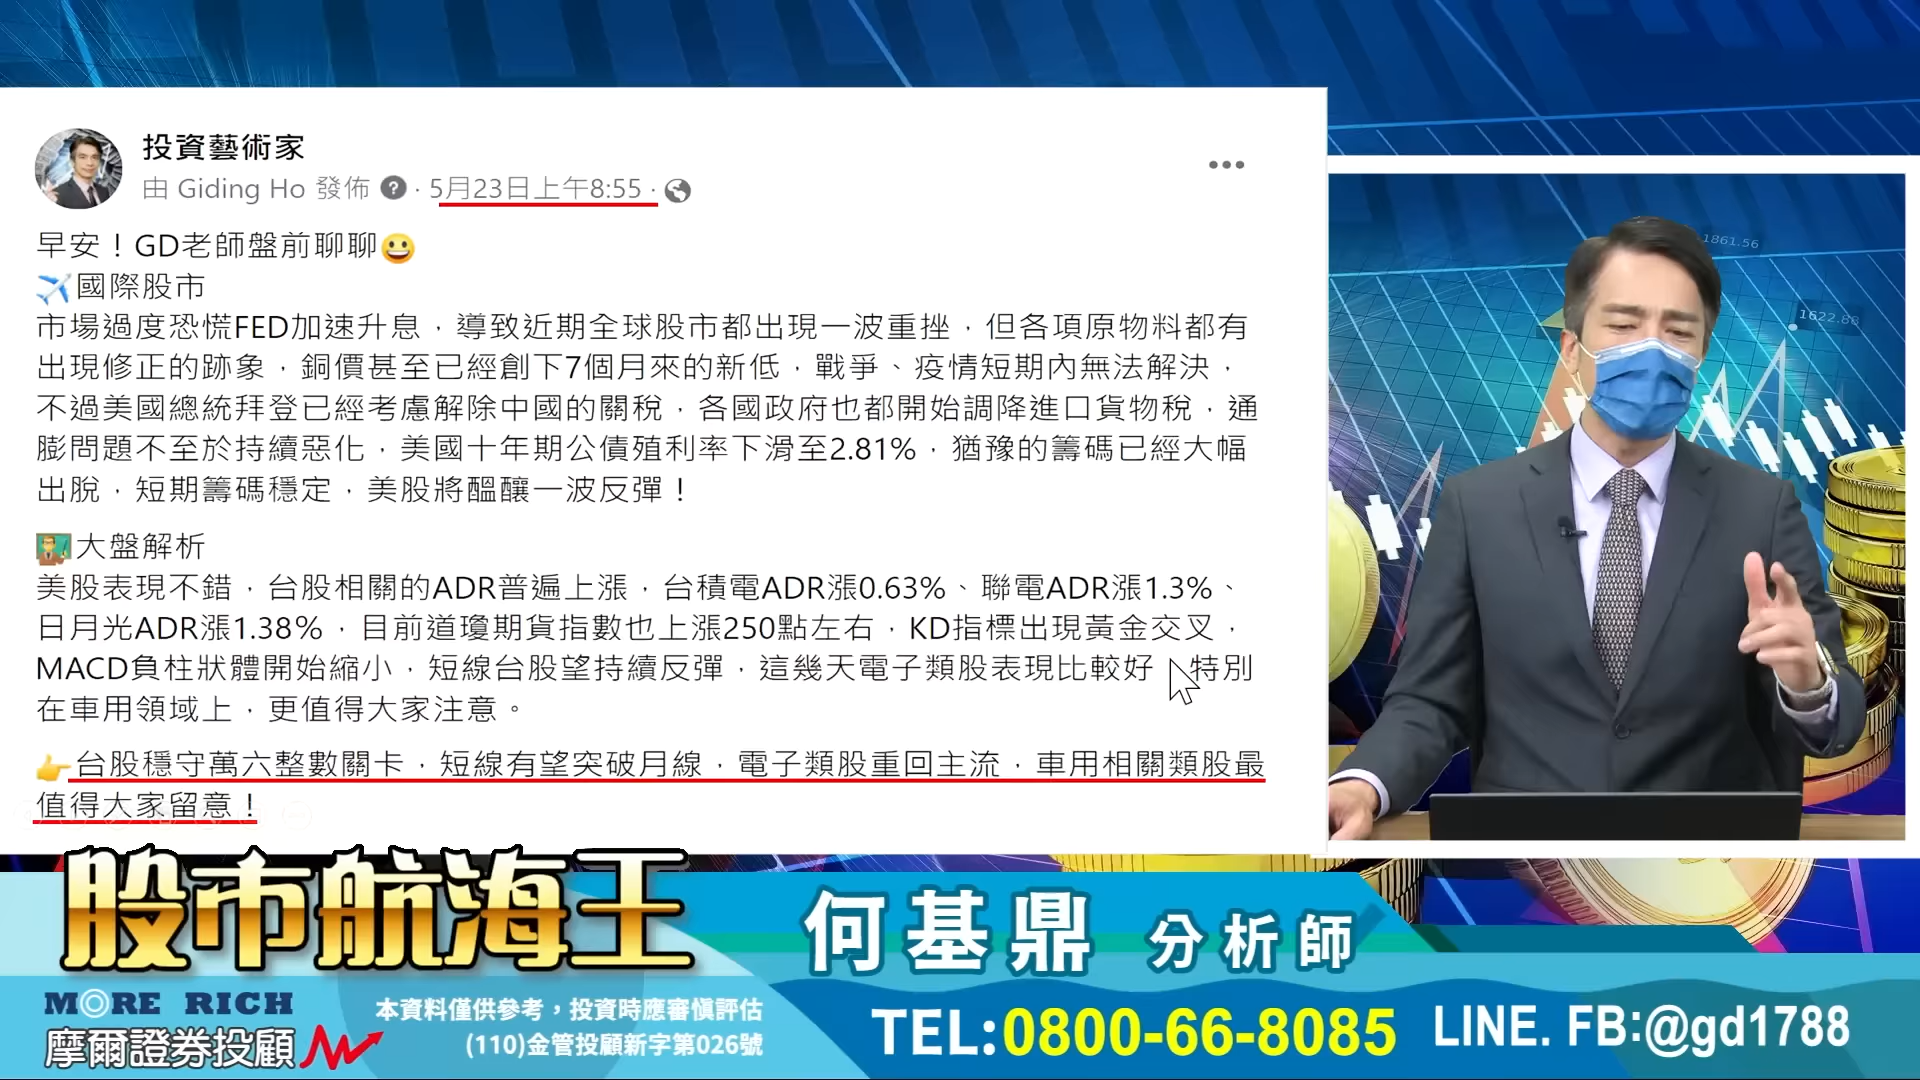 投資藝術家
由 Giding Ho 發佈 · 5月23日上午8:55 ·
早安！GD老師盤前聊聊
國際股市
市場過度恐慌FED加速升息，導致近期全球股市都出現一波重挫，但各項原物料都有
出現修正的跡象，銅價甚至已經創下7個月來的新低，戰爭、疫情短期內無法解決，
不過美國總統拜登已經考慮解除中國的關稅，各國政府也都開始調降進口貨物稅，通
膨問題不至於持續惡化，美國十年期公債殖利率下滑至2.81%，猶豫的籌碼已經大幅
出脫，短期籌碼穩定，美股將醞釀一波反彈！
大盤解析
美股表現不錯，台股相關的ADR普遍上漲，台積電ADR漲0.63%、聯電ADR漲1.3%、
日月光ADR漲1.38%，目前道瓊期貨指數也上漲250點左右，KD指標出現黃金交叉，
MACD負柱狀體開始縮小，短線台股望持續反彈，這幾天電子類股表現比較好，特別
在車用領域上，更值得大家注意。
台股穩守萬六整數關卡，短線有望突破月線，電子類股重回主流，車用相關類股最
值得大家留意！
1861.56
1622.88
股市航海王
何基鼎 分析師
MORE RICH
摩爾證券投顧
本資料僅供參考，投資時應審慎評估
(110)金管投顧新字第026號
TEL:0800-66-8085
LINE. FB:@gd1788